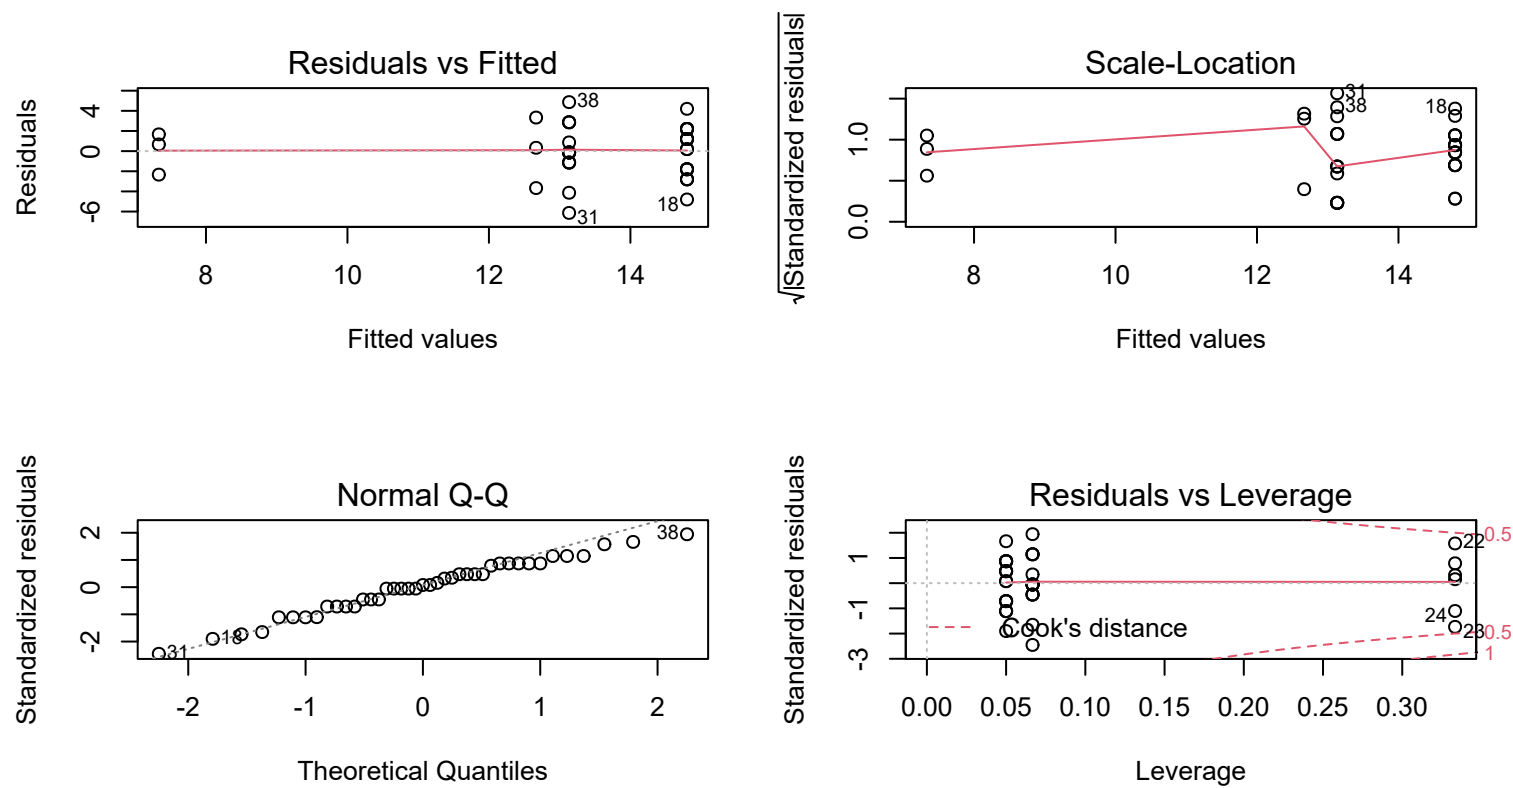 Residuals vs Fitted
Residuals
4
0
-6
38
31
18
8 10 12 14
Fitted values
Scale-Location
√|Standardized residuals|
1.0
0.0
31
38
18
8 10 12 14
Fitted values
Normal Q-Q
Standardized residuals
2
0
-2
38
18
31
-2 -1 0 1 2
Theoretical Quantiles
Residuals vs Leverage
Standardized residuals
1
-1
-3
0.5
22
24
23
0.5
1
Cook's distance
0.00 0.05 0.10 0.15 0.20 0.25 0.30
Leverage